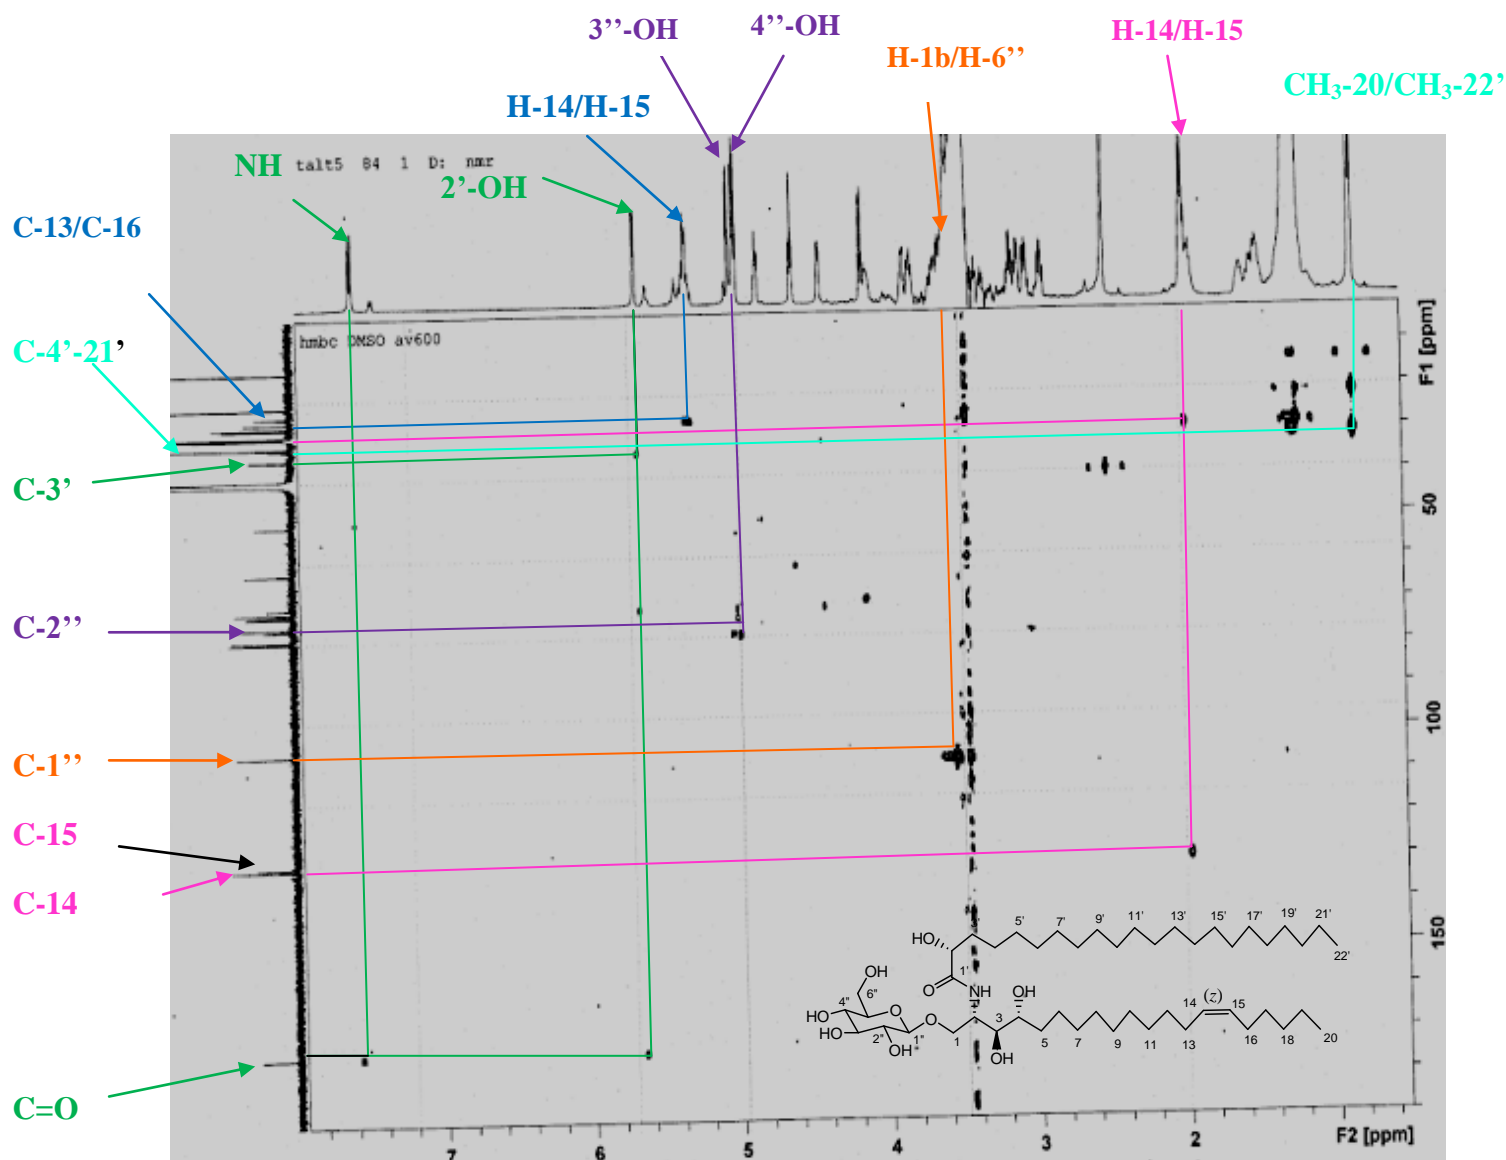 3’’-OH
4’’-OH
H-14/H-15
H-1b/H-6’’
CH₃-20/CH₃-22’
H-14/H-15
NH
talt5 84 1 D: nmr
2’-OH
C-13/C-16
hmbc DMSO av600
F1 [ppm]
C-4’-21’
C-3’
50
C-2’’
100
C-1’’
C-15
C-14
150
5' 7' 9' 11' 13' 15' 17' 19' 21'
HO
22'
1'
OH
O
NH
OH
6"
4"
HO
O
O
3
14
(z)
15
HO
2"
1"
1
OH
OH
5 7 9 11 13 16 18 20
C=O
7 6 5 4 3 2 F2 [ppm]